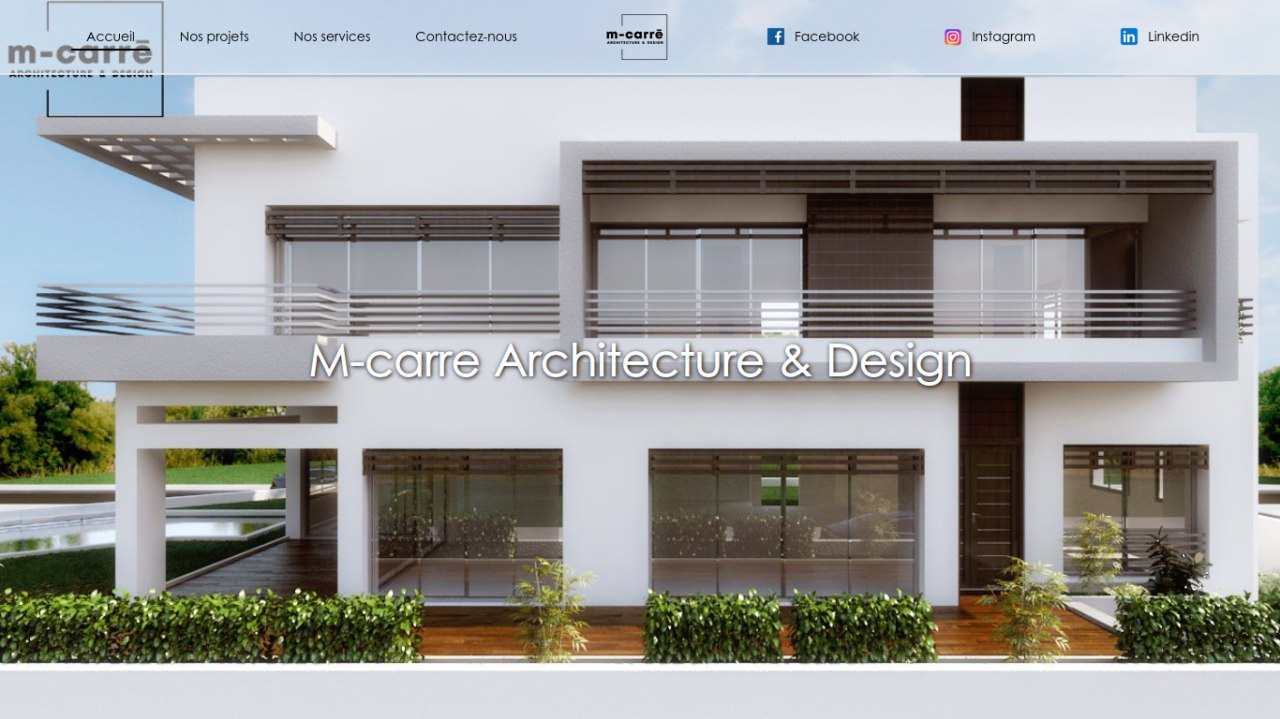 Accueil
Nos projets
Nos services
Contactez-nous
m-carrē
ARCHITECTURE & DESIGN
Facebook
Instagram
Linkedin
m-carrē
ARCHITECTURE & DESIGN
M-carre Architecture & Design